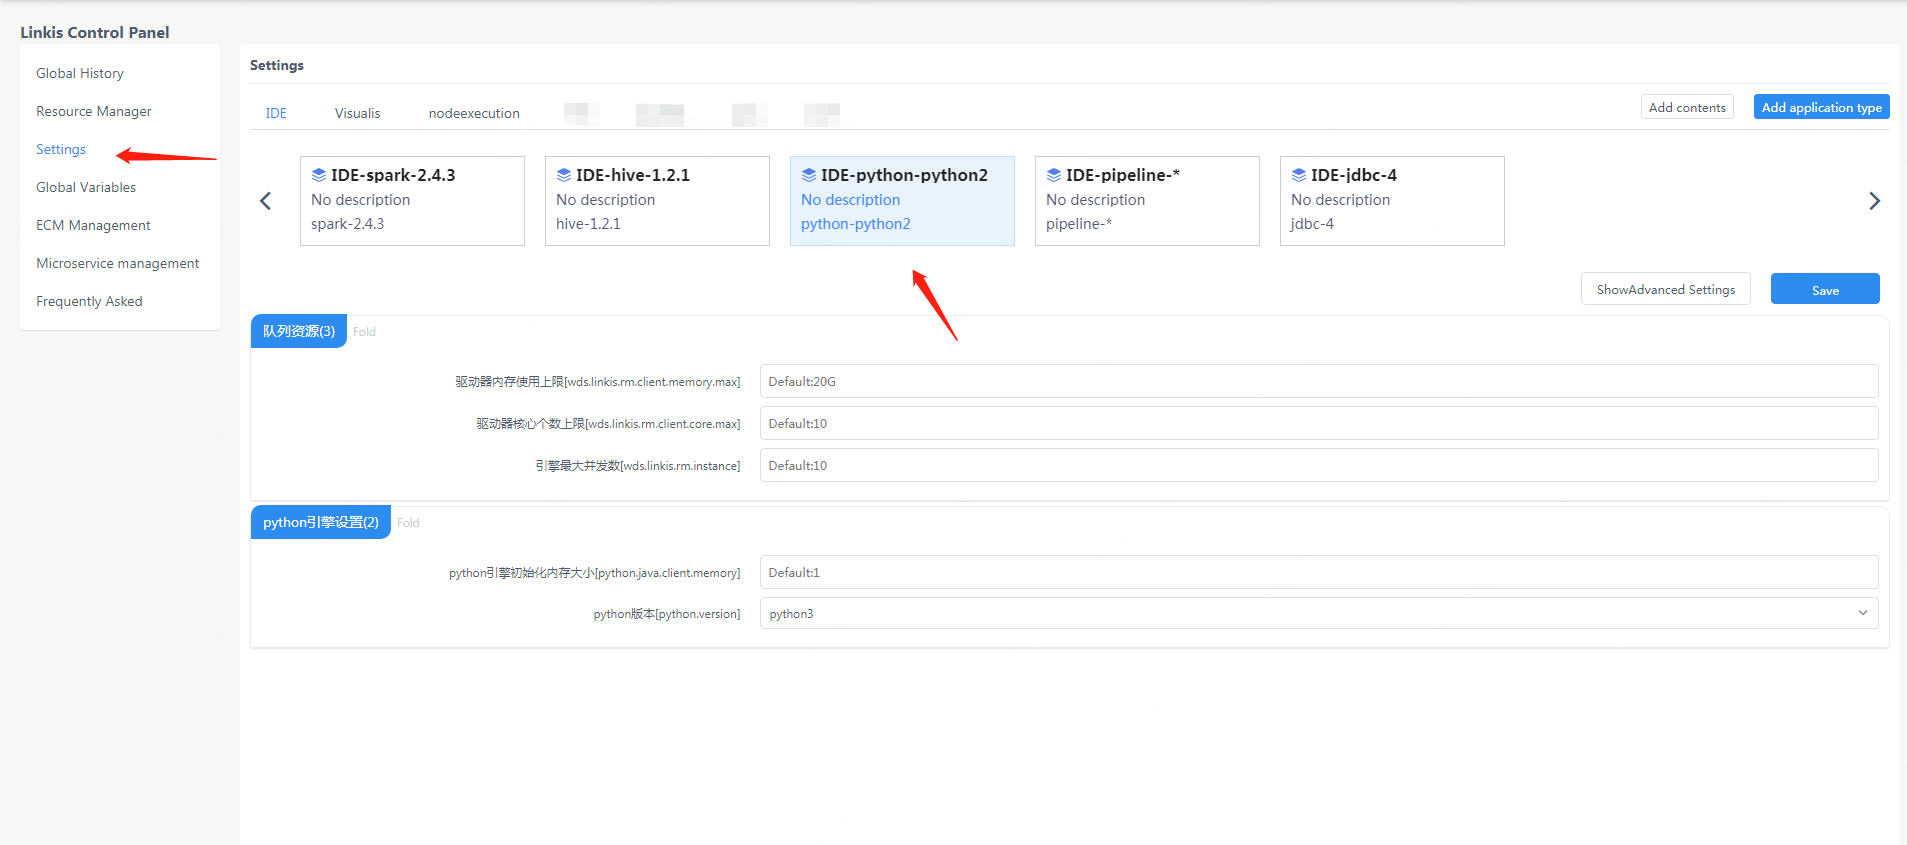 Linkis Control Panel
Global History
Resource Manager
Settings
Global Variables
ECM Management
Microservice management
Frequently Asked
Settings
IDE Visualis nodeexecution
Add contents Add application type
IDE-spark-2.4.3
No description
spark-2.4.3
IDE-hive-1.2.1
No description
hive-1.2.1
IDE-python-python2
No description
python-python2
IDE-pipeline-*
No description
pipeline-*
IDE-jdbc-4
No description
jdbc-4
ShowAdvanced Settings Save
队列资源(3) Fold
驱动器内存使用上限[wds.linkis.rm.client.memory.max] Default:20G
驱动器核心个数上限[wds.linkis.rm.client.core.max] Default:10
引擎最大并发数[wds.linkis.rm.instance] Default:10
python引擎设置(2) Fold
python引擎初始化内存大小[python.java.client.memory] Default:1
python版本[python.version] python3